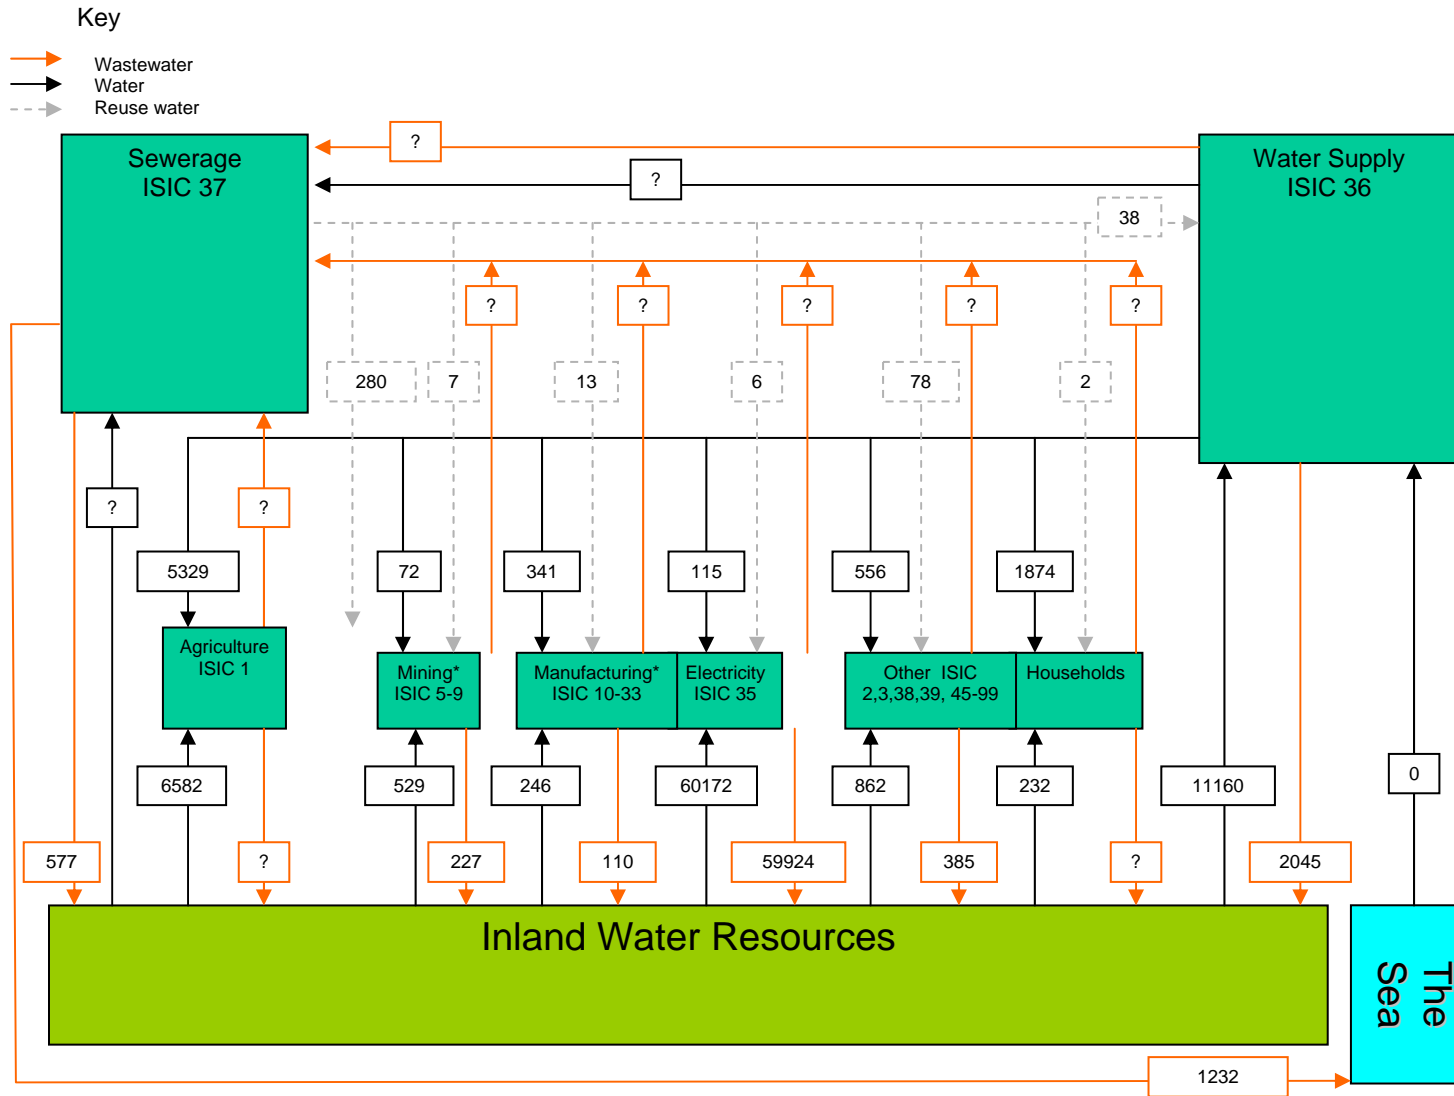 Key
Wastewater
Water
Reuse water
Sewerage
ISIC 37
Water Supply
ISIC 36
?
?
38
?
?
?
?
?
280
7
13
6
78
2
?
?
5329
72
341
115
556
1874
Agriculture
ISIC 1
Mining*
ISIC 5-9
Manufacturing*
ISIC 10-33
Electricity
ISIC 35
Other ISIC
2,3,38,39, 45-99
Households
6582
529
246
60172
862
232
11160
0
577
?
227
110
59924
385
?
2045
Inland Water Resources
The
Sea
1232